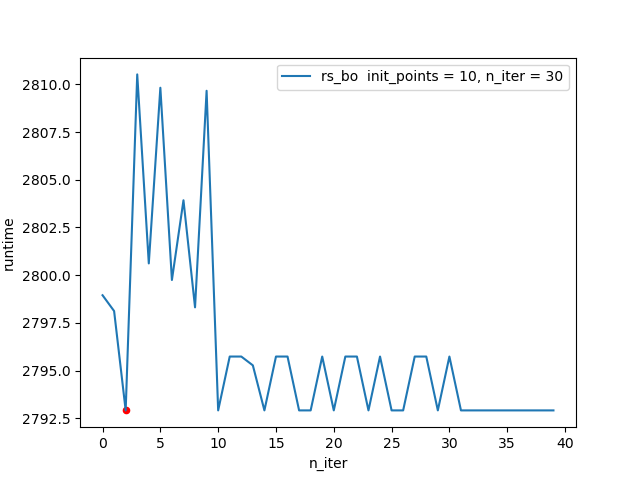 rs_bo  init_points = 10, n_iter = 30
2810.0
2807.5
2805.0
2802.5
2800.0
2797.5
2795.0
2792.5
runtime
0 5 10 15 20 25 30 35 40
n_iter